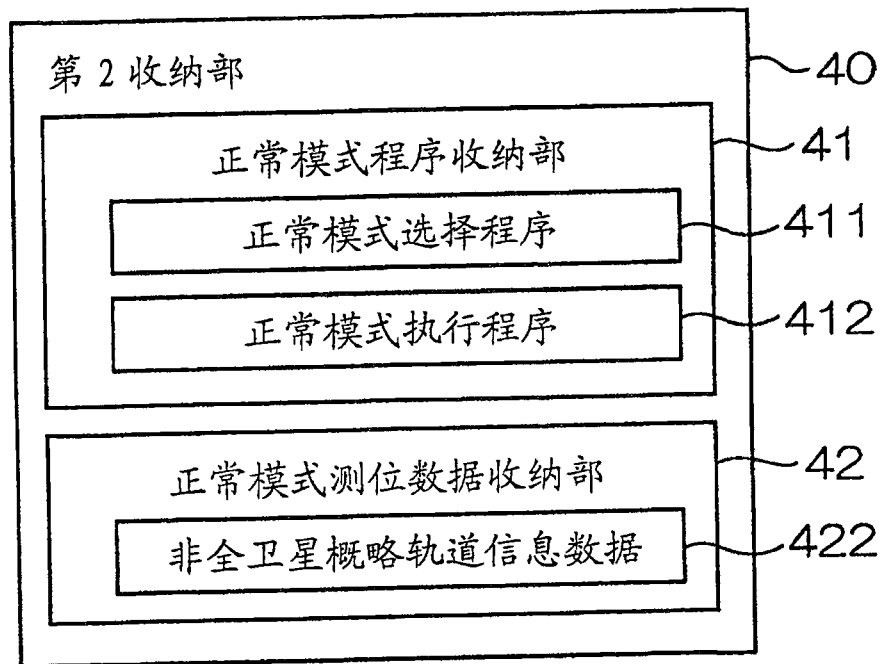 第2收纳部
40
正常模式程序收纳部
41
正常模式选择程序
411
正常模式执行程序
412
正常模式测位数据收纳部
42
非全卫星概略轨道信息数据
422